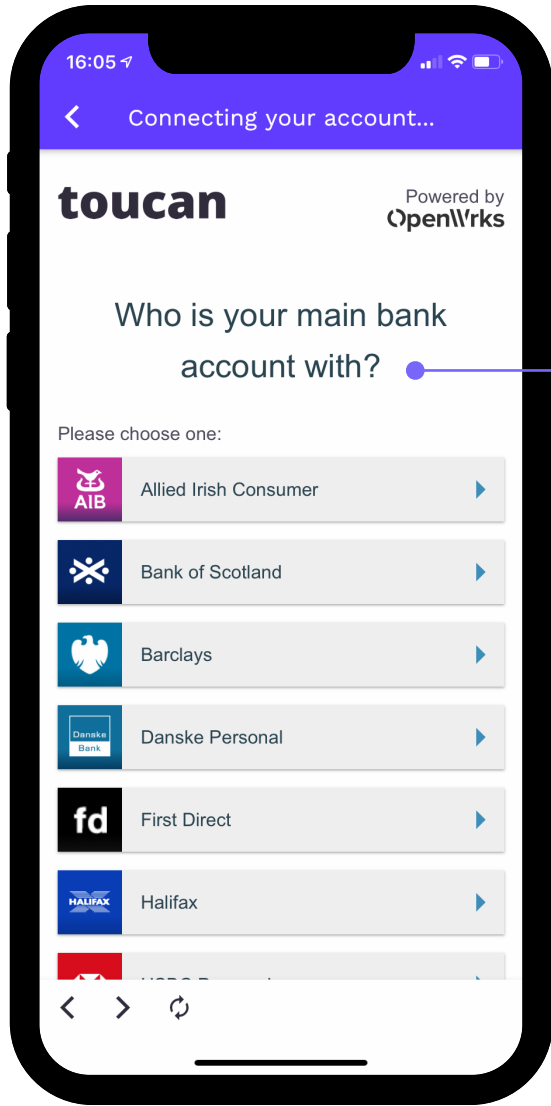 16:05
Connecting your account...
toucan
Powered by
OpenWrks
Who is your main bank
account with?
Please choose one:
AIB
Allied Irish Consumer
Bank of Scotland
Barclays
Danske
Bank
Danske Personal
fd
First Direct
HALIFAX
Halifax